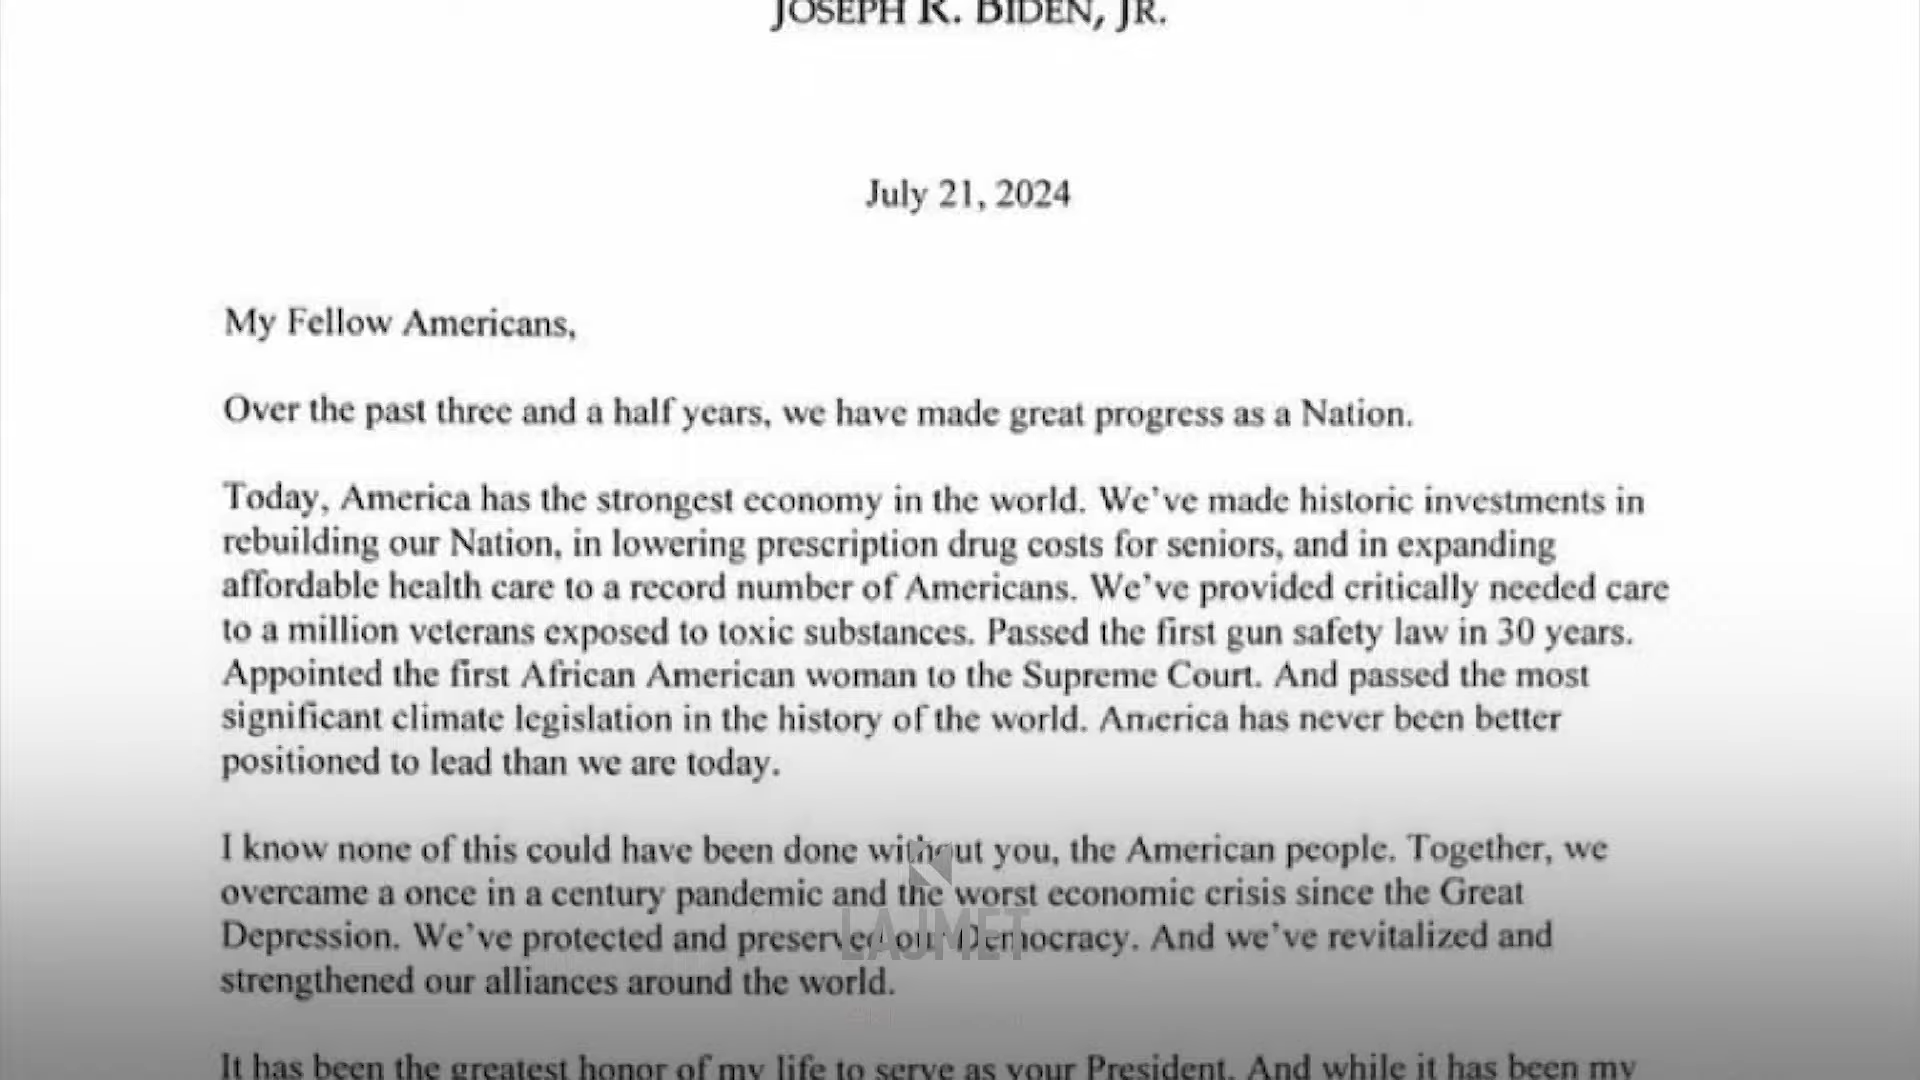 JOSEPH R. BIDEN, JR.
July 21, 2024
My Fellow Americans,
Over the past three and a half years, we have made great progress as a Nation.
Today, America has the strongest economy in the world. We've made historic investments in
rebuilding our Nation, in lowering prescription drug costs for seniors, and in expanding
affordable health care to a record number of Americans. We've provided critically needed care
to a million veterans exposed to toxic substances. Passed the first gun safety law in 30 years.
Appointed the first African American woman to the Supreme Court. And passed the most
significant climate legislation in the history of the world. America has never been better
positioned to lead than we are today.
I know none of this could have been done without you, the American people. Together, we
overcame a once in a century pandemic and the worst economic crisis since the Great
Depression. We've protected and preserved our Democracy. And we've revitalized and
LAJMET
strengthened our alliances around the world.
It has been the greatest honor of my life to serve as your President. And while it has been my